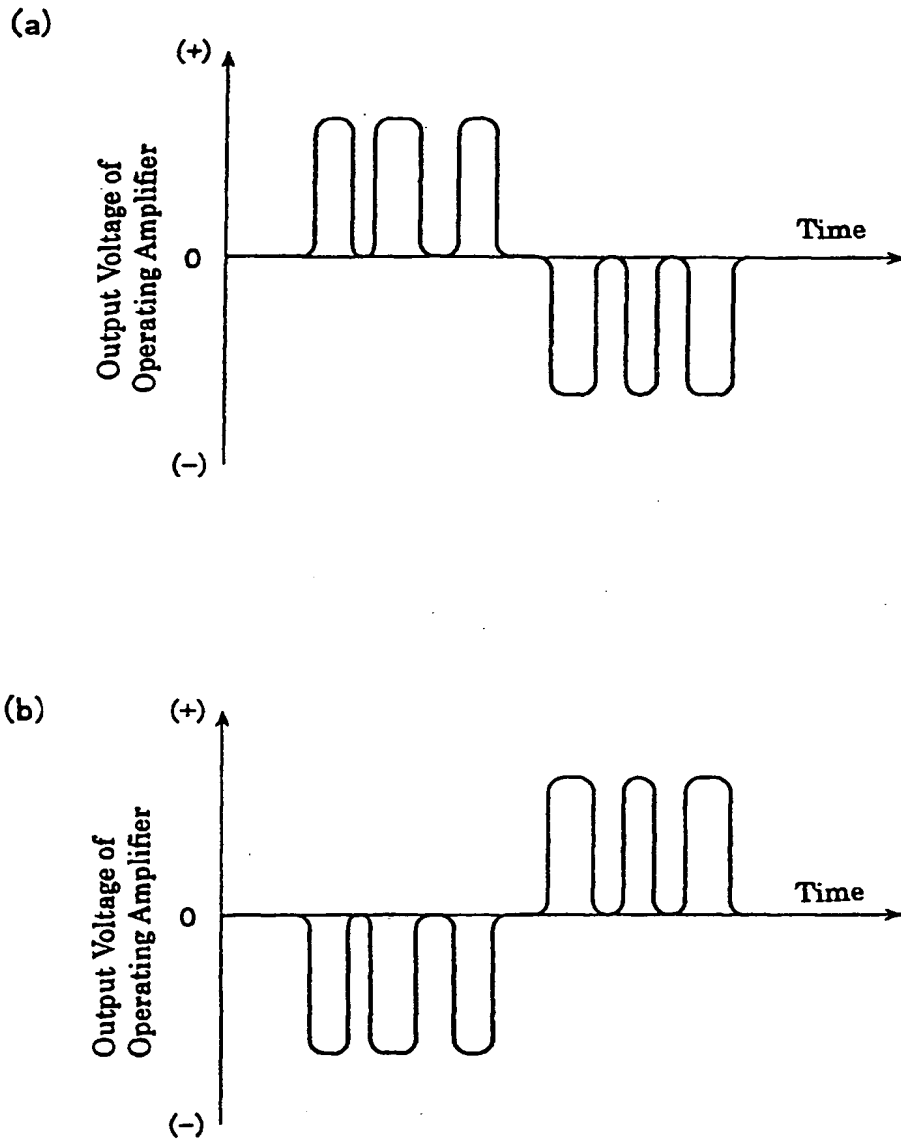 (a)
(+)
Output Voltage of
Operating Amplifier
0
Time
(−)
(b)
(+)
Output Voltage of
Operating Amplifier
0
Time
(−)